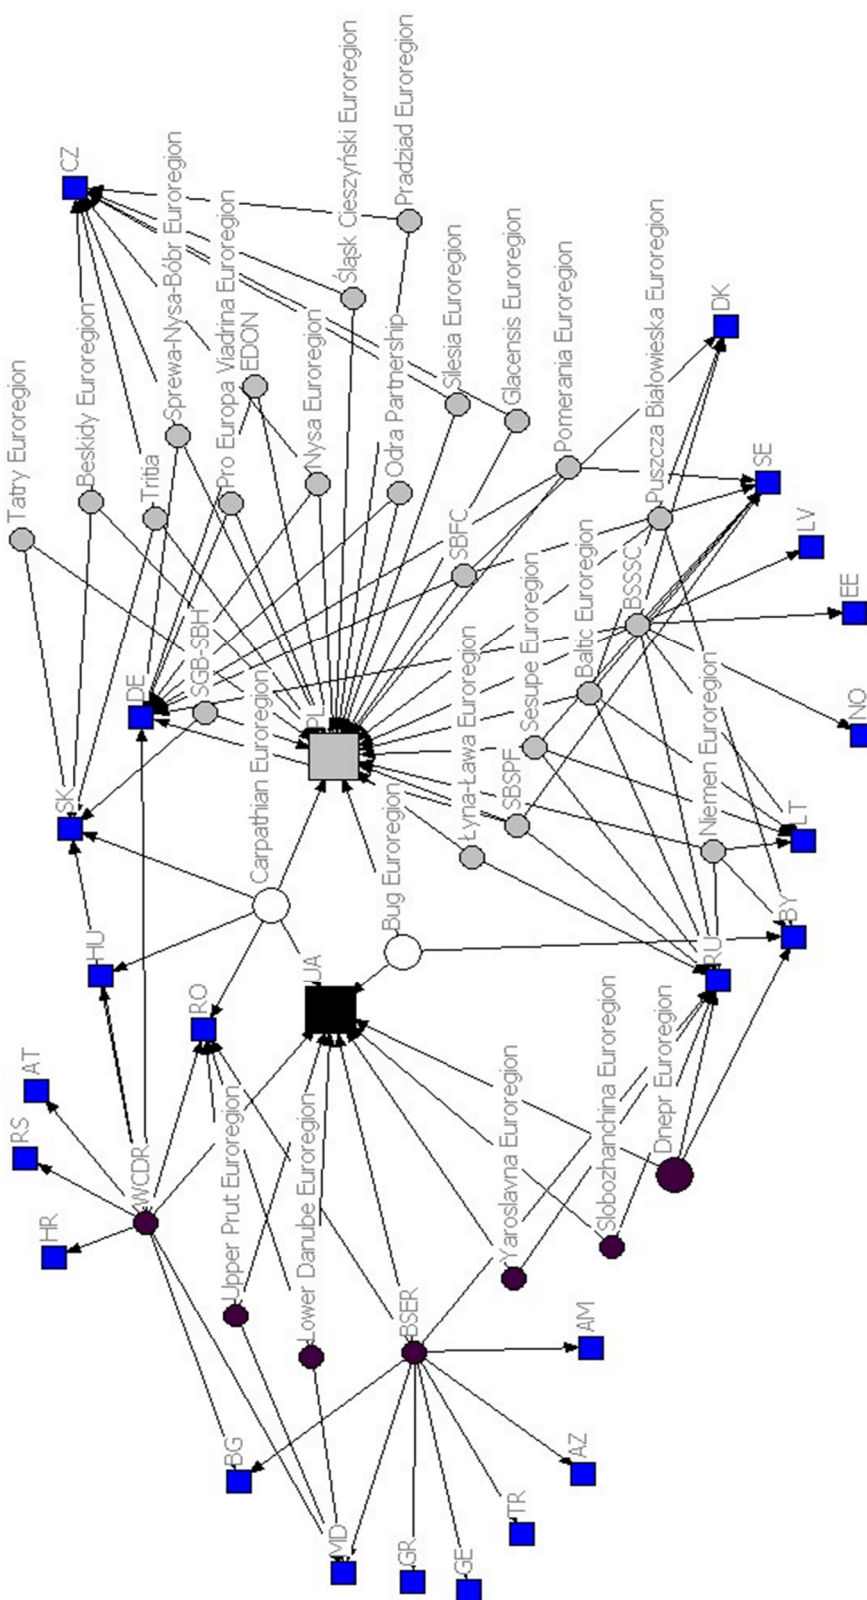 CZ
Pradziad Euroregion
Śląsk Cieszyński Euroregion
Sprewa-Nysa-Bóbr Euroregion
Pro Europa Viadrina Euroregion
EDON
Nysa Euroregion
Odra Partnership
Silesia Euroregion
Glacensis Euroregion
Pomerania Euroregion
Puszcza Białowieska Euroregion
DK
Tatry Euroregion
Beskidy Euroregion
Tritia
SE
SBFC
LV
Baltic Euroregion
BSSSC
EE
Sesupe Euroregion
DE
SGB-SBH
PL
NO
Łyna-Ława Euroregion
SBSPF
Niemen Euroregion
SK
LT
Carpathian Euroregion
Bug Euroregion
BY
HU
RO
UA
RU
AT
RS
HR
WCDR
Upper Prut Euroregion
Lower Danube Euroregion
BSER
Yaroslavna Euroregion
Slobozhanchina Euroregion
Dnepr Euroregion
AM
BG
AZ
TR
MD
GR
GE